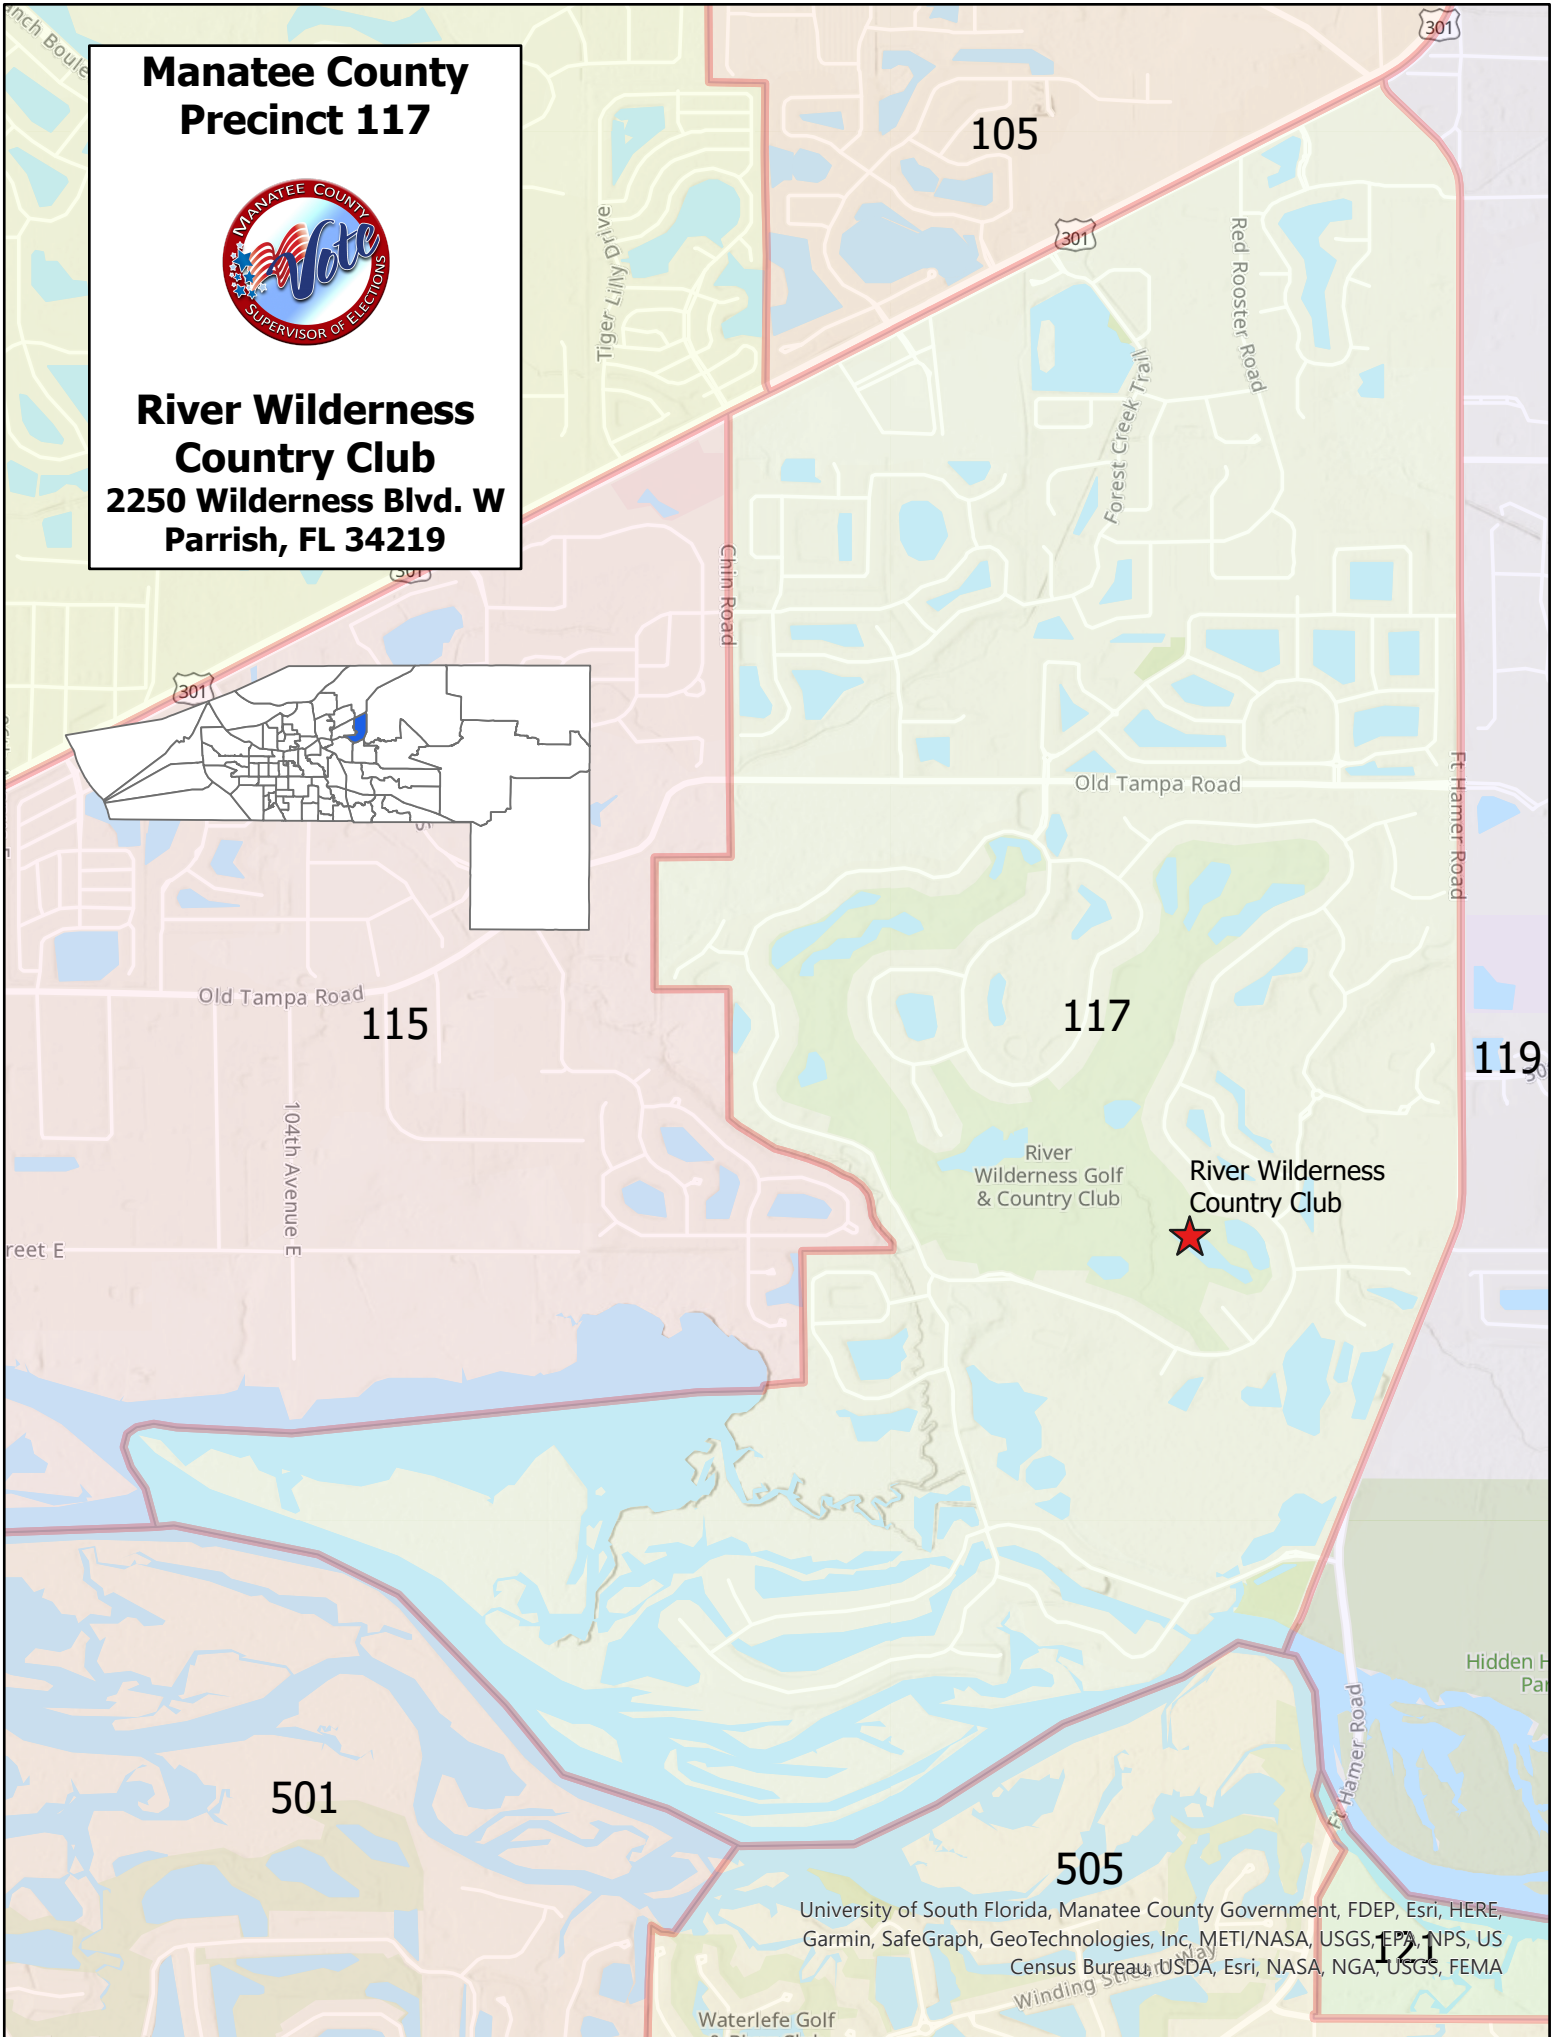 Manatee County
Precinct 117
MANATEE COUNTY
Vote
SUPERVISOR OF ELECTIONS
River Wilderness
Country Club
2250 Wilderness Blvd. W
Parrish, FL 34219
301
105
301
Tiger Lilly Drive
Red Rooster Road
Forest Creek Trail
Chin Road
301
301
Old Tampa Road
Ft Hamer Road
Old Tampa Road
115
117
119
104th Avenue E
River
Wilderness Golf
& Country Club
River Wilderness
Country Club
reet E
Hidden H
Par
Ft Hamer Road
501
505
121
University of South Florida, Manatee County Government, FDEP, Esri, HERE,
Garmin, SafeGraph, GeoTechnologies, Inc, METI/NASA, USGS, EPA, NPS, US
Census Bureau, USDA, Esri, NASA, NGA, USGS, FEMA
Winding Stream Way
Waterlefe Golf